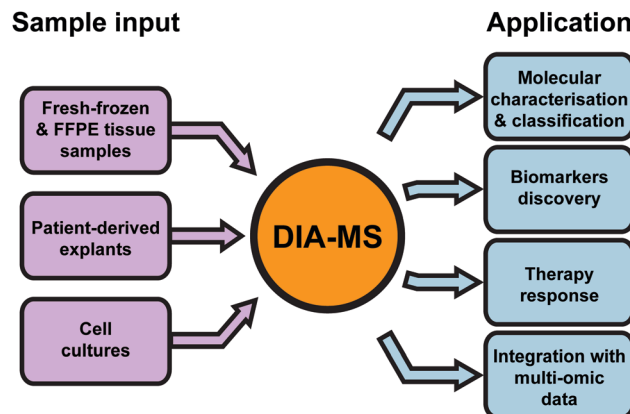 Sample input
Application
Fresh-frozen
& FFPE tissue
samples
Patient-derived
explants
Cell
cultures
DIA-MS
Molecular
characterisation
& classification
Biomarkers
discovery
Therapy
response
Integration with
multi-omic
data